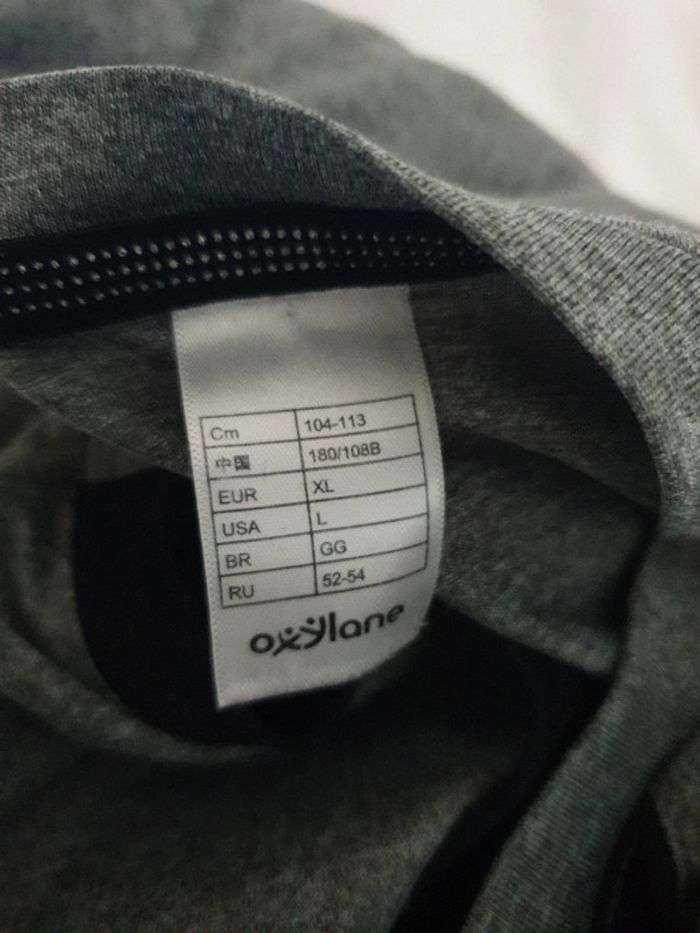 Cm 104-113
中国 180/108B
EUR XL
USA L
BR GG
RU 52-54
oxylane